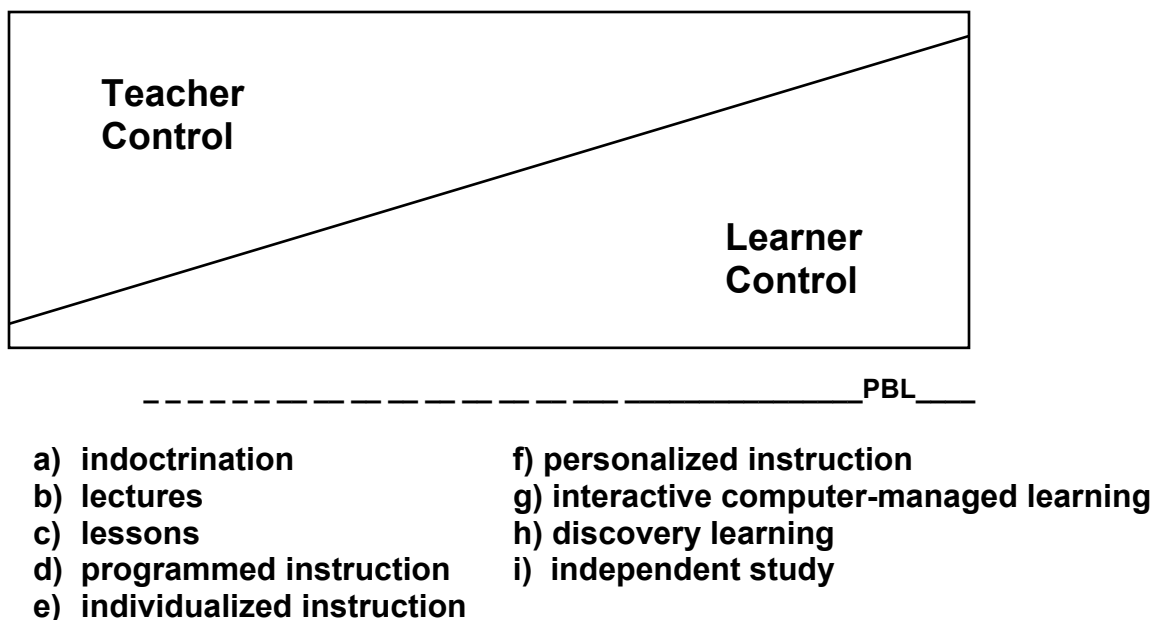 Teacher
Control
Learner
Control
PBL
a) indoctrination
b) lectures
c) lessons
d) programmed instruction
e) individualized instruction
f) personalized instruction
g) interactive computer-managed learning
h) discovery learning
i) independent study